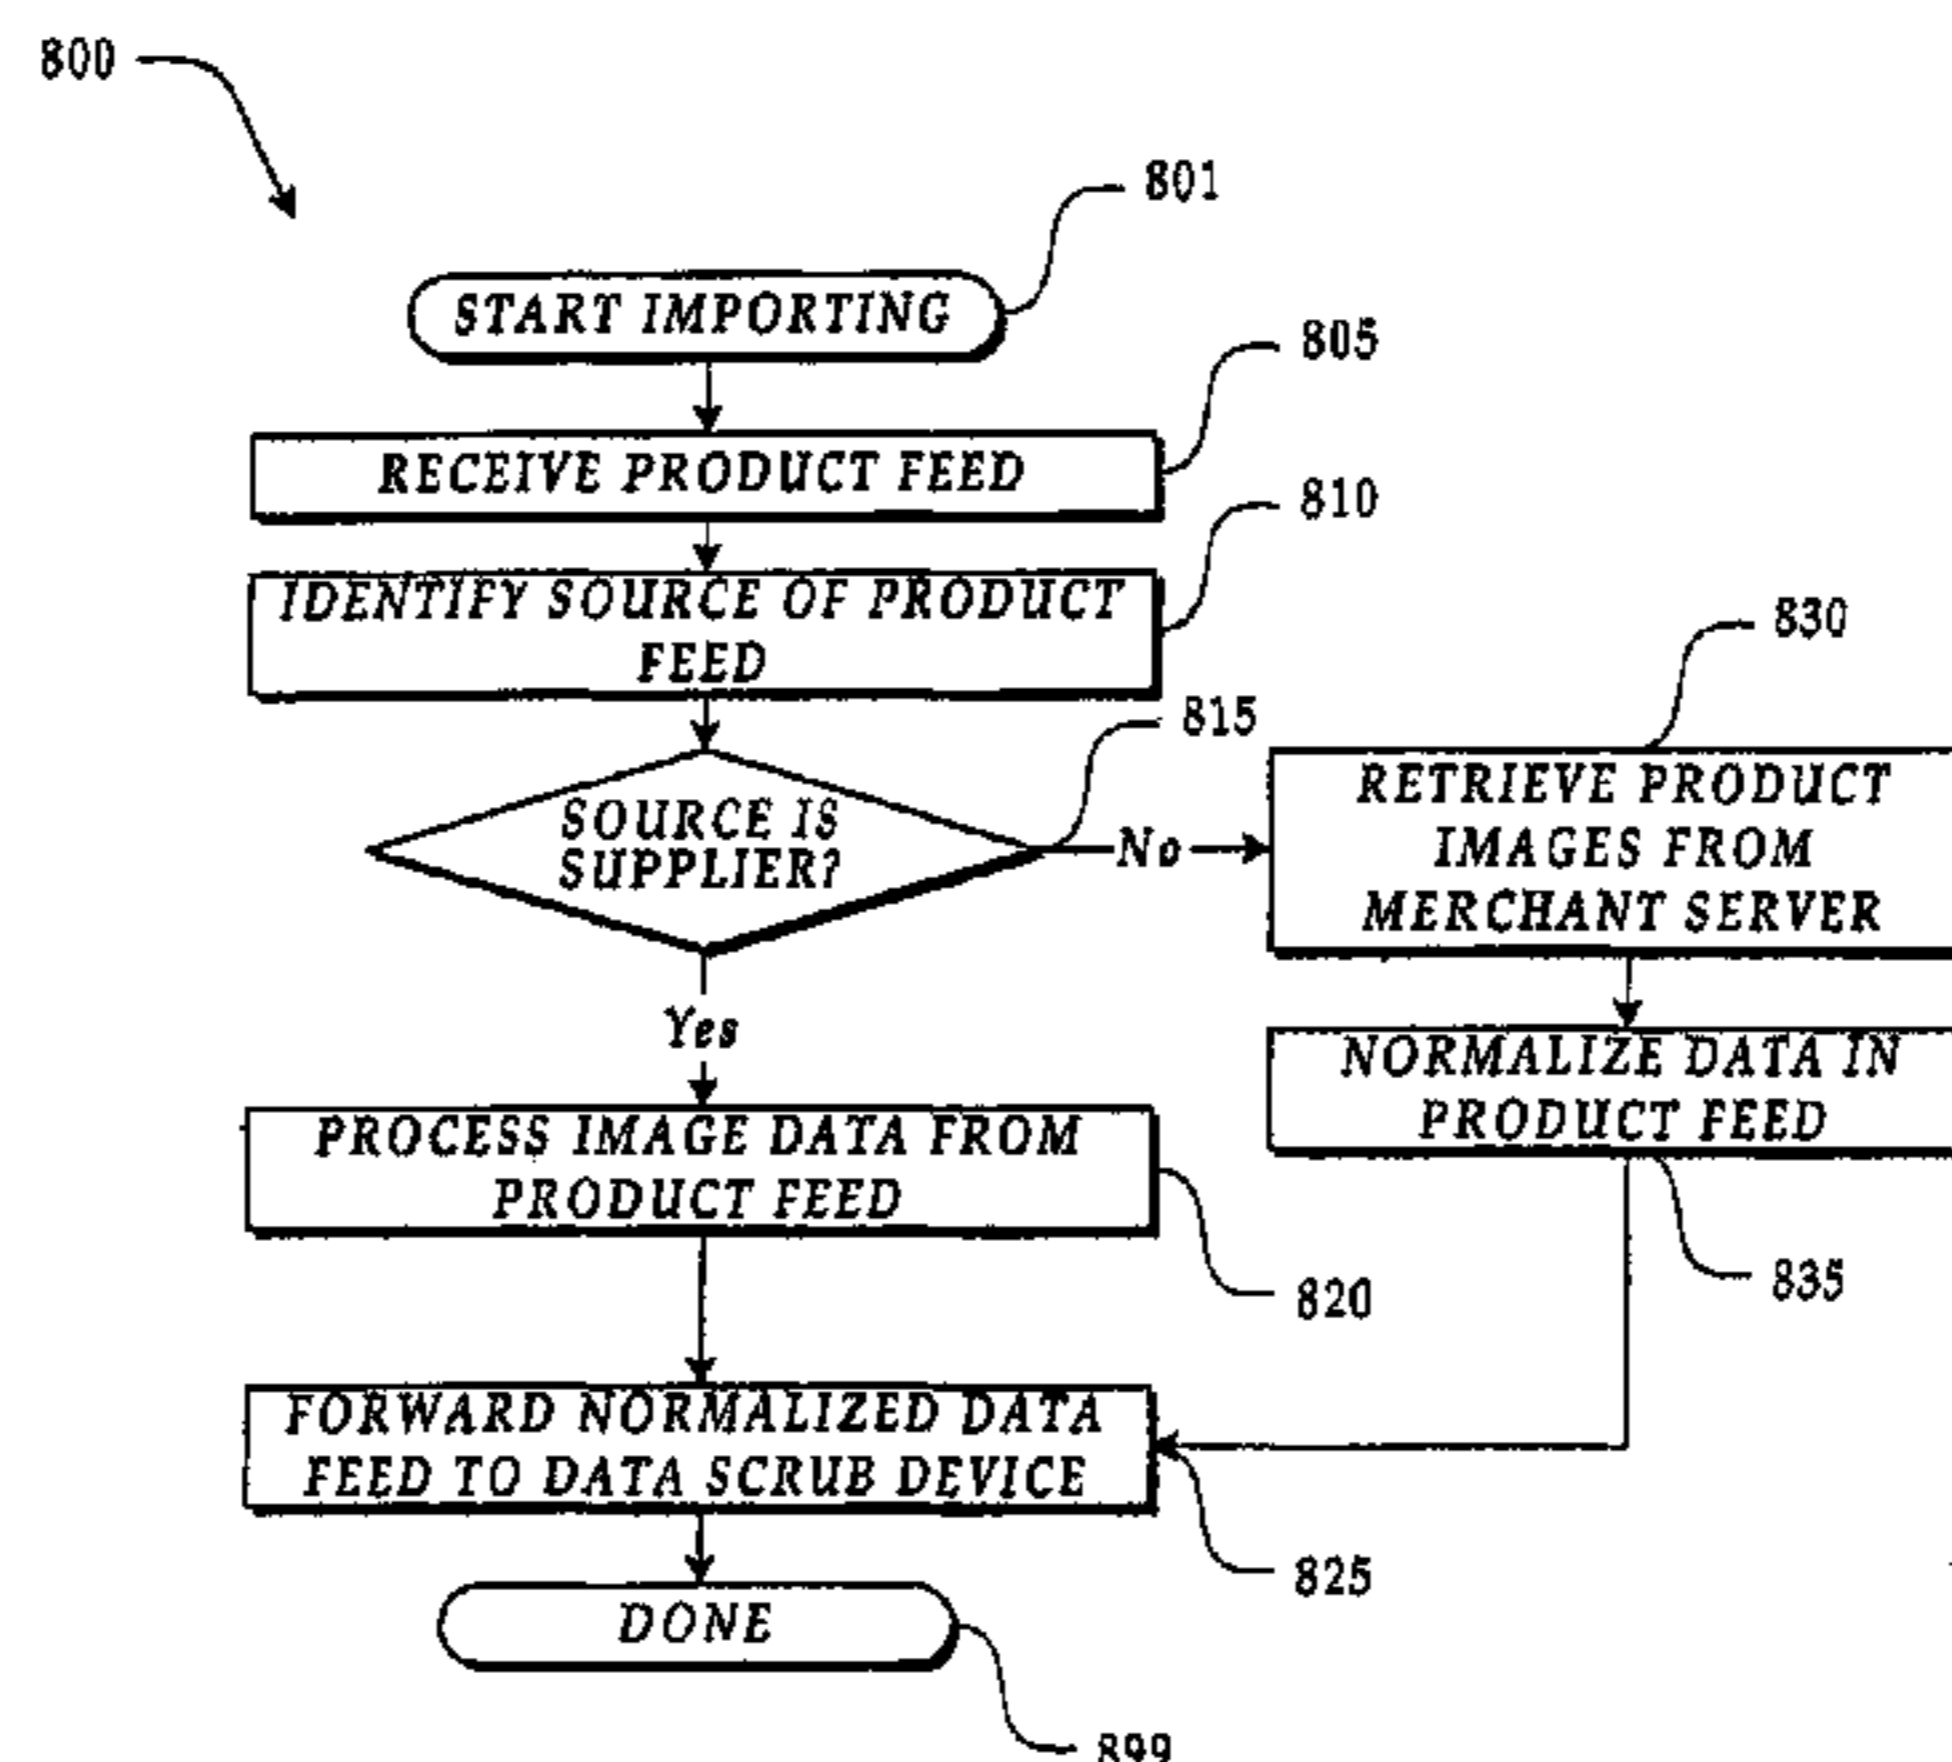 800
801
START IMPORTING
805
RECEIVE PRODUCT FEED
810
IDENTIFY SOURCE OF PRODUCT
FEED
815
SOURCE IS
SUPPLIER?
No
830
RETRIEVE PRODUCT
IMAGES FROM
MERCHANT SERVER
Yes
NORMALIZE DATA IN
PRODUCT FEED
835
PROCESS IMAGE DATA FROM
PRODUCT FEED
820
FORWARD NORMALIZED DATA
FEED TO DATA SCRUB DEVICE
825
DONE
899